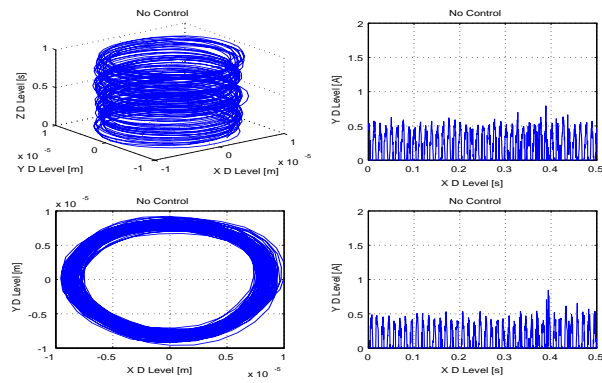 No Control
1
0.5
0
Z D Level [s]
1
0
-1
x 10 -5
Y D Level [m]
-1
0
1
x 10 -5
X D Level [m]
No Control
2
1.5
1
0.5
0
Y D Level [A]
0 0.1 0.2 0.3 0.4 0.5
X D Level [s]
No Control
x 10 -5
1
0.5
0
-0.5
-1
Y D Level [m]
-1 -0.5 0 0.5 1
x 10 -5
X D Level [m]
No Control
2
1.5
1
0.5
0
Y D Level [A]
0 0.1 0.2 0.3 0.4 0.5
X D Level [s]